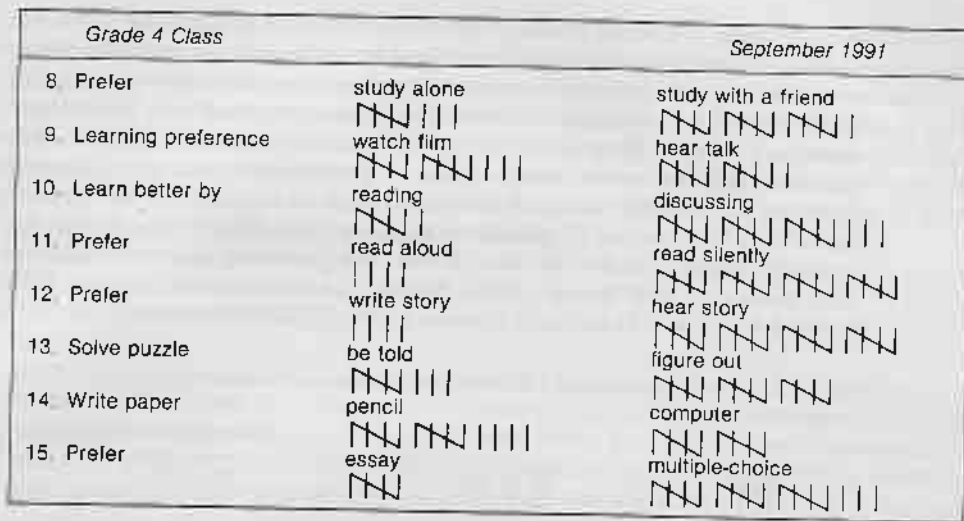 Grade 4 Class September 1991
8. Prefer study alone study with a friend
9. Learning preference watch film hear talk
10. Learn better by reading discussing
11. Prefer read aloud read silently
12. Prefer write story hear story
13. Solve puzzle be told figure out
14. Write paper pencil computer
15. Prefer essay multiple-choice